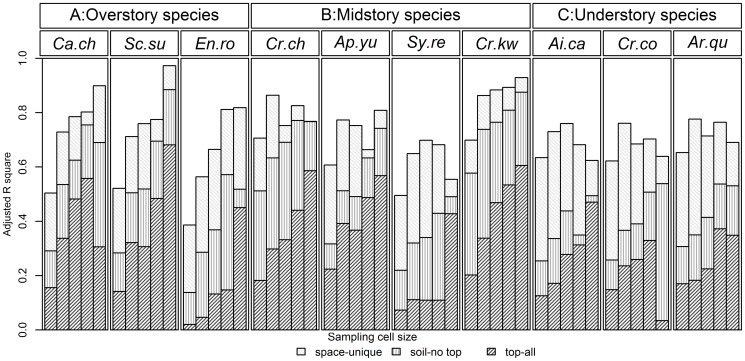 A:Overstory species B:Midstory species C:Understory species
Ca.ch Sc.su En.ro Cr.ch Ap.yu Sy.re Cr.kw Ai.ca Cr.co Ar.qu
1.0
0.8
0.6
0.4
0.2
0.0
Adjusted R square
Sampling cell size
space-unique soil-no top top-all